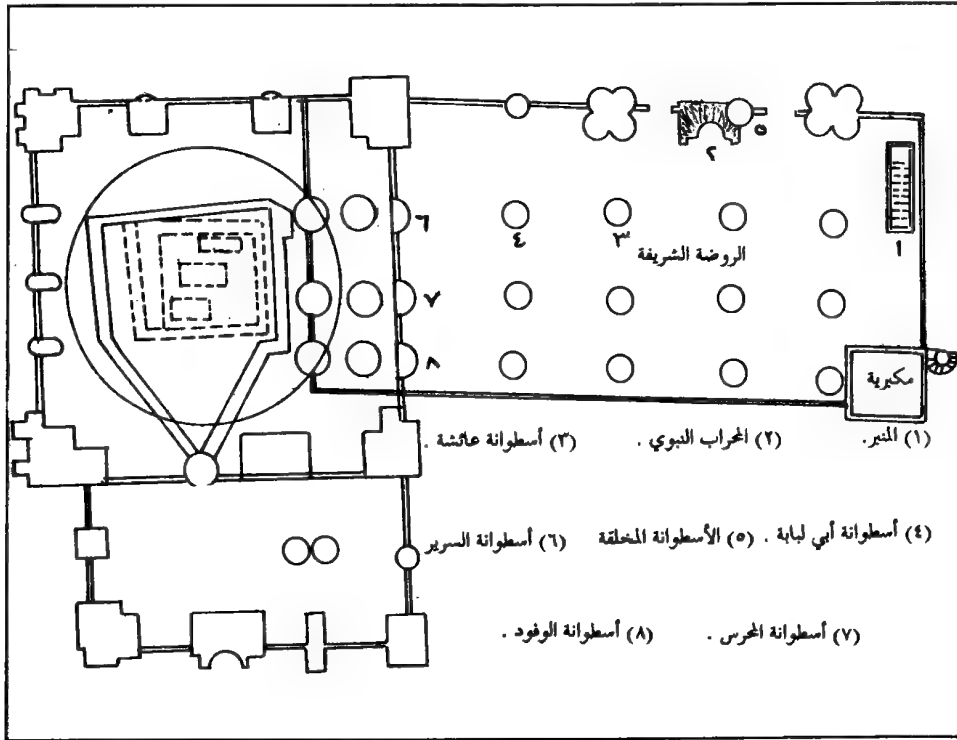 ٥
٢
٦
٤
٣
١
الروضة الشريفة
٧
٨
مكبرية
(١) المنبر. (٢) المحراب النبوي . (٣) أسطوانة عائشة .
(٤) أسطوانة أبي لبابة . (٥) الأسطوانة المخلقة (٦) أسطوانة السرير
(٧) أسطوانة المحرس . (٨) أسطوانة الوفود .